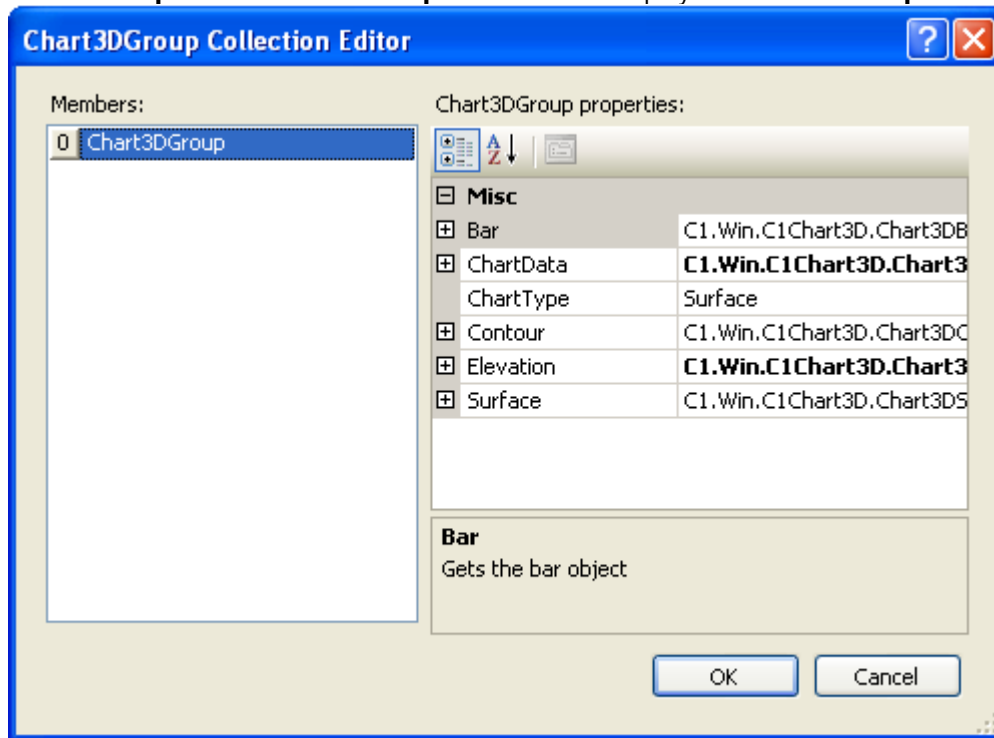 Chart3DGroup Collection Editor
Members:
Chart3DGroup properties:
0 Chart3DGroup
Misc
Bar C1.Win.C1Chart3D.Chart3DB
ChartData C1.Win.C1Chart3D.Chart3
ChartType Surface
Contour C1.Win.C1Chart3D.Chart3DC
Elevation C1.Win.C1Chart3D.Chart3
Surface C1.Win.C1Chart3D.Chart3DS
Bar
Gets the bar object
OK Cancel